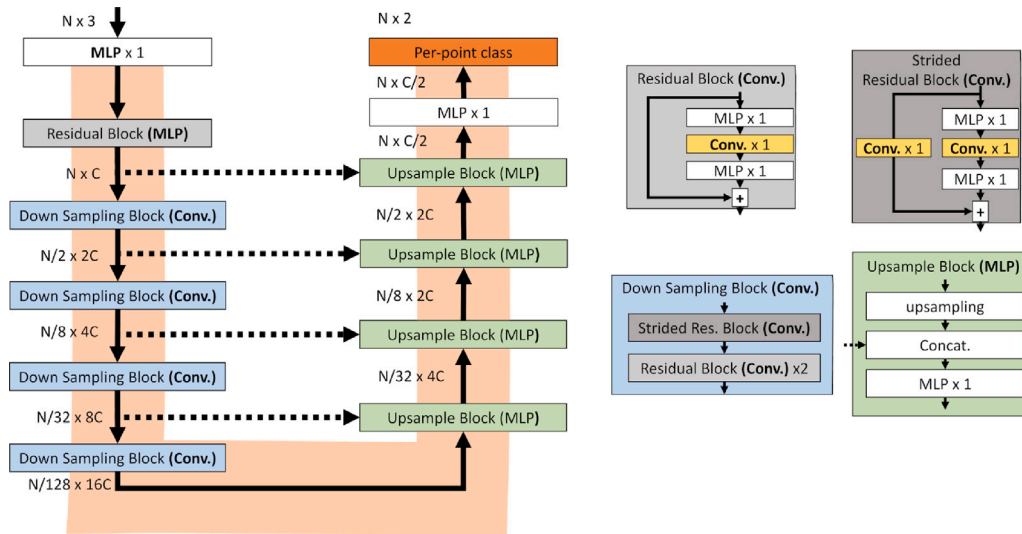 N x 3
MLP x 1
Residual Block (MLP)
N x C
Down Sampling Block (Conv.)
N/2 x 2C
Down Sampling Block (Conv.)
N/8 x 4C
Down Sampling Block (Conv.)
N/32 x 8C
Down Sampling Block (Conv.)
N/128 x 16C
N x 2
Per-point class
N x C/2
MLP x 1
N x C/2
Upsample Block (MLP)
N/2 x 2C
Upsample Block (MLP)
N/8 x 2C
Upsample Block (MLP)
N/32 x 4C
Upsample Block (MLP)
Residual Block (Conv.)
MLP x 1
Conv. x 1
MLP x 1
+
Strided
Residual Block (Conv.)
MLP x 1
Conv. x 1 Conv. x 1
MLP x 1
+
Down Sampling Block (Conv.)
Strided Res. Block (Conv.)
Residual Block (Conv.) x2
Upsample Block (MLP)
upsampling
Concat.
MLP x 1